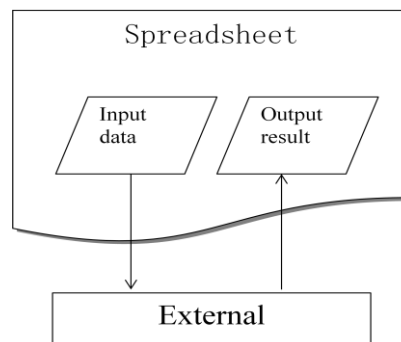 Spreadsheet
Input
data
Output
result
External